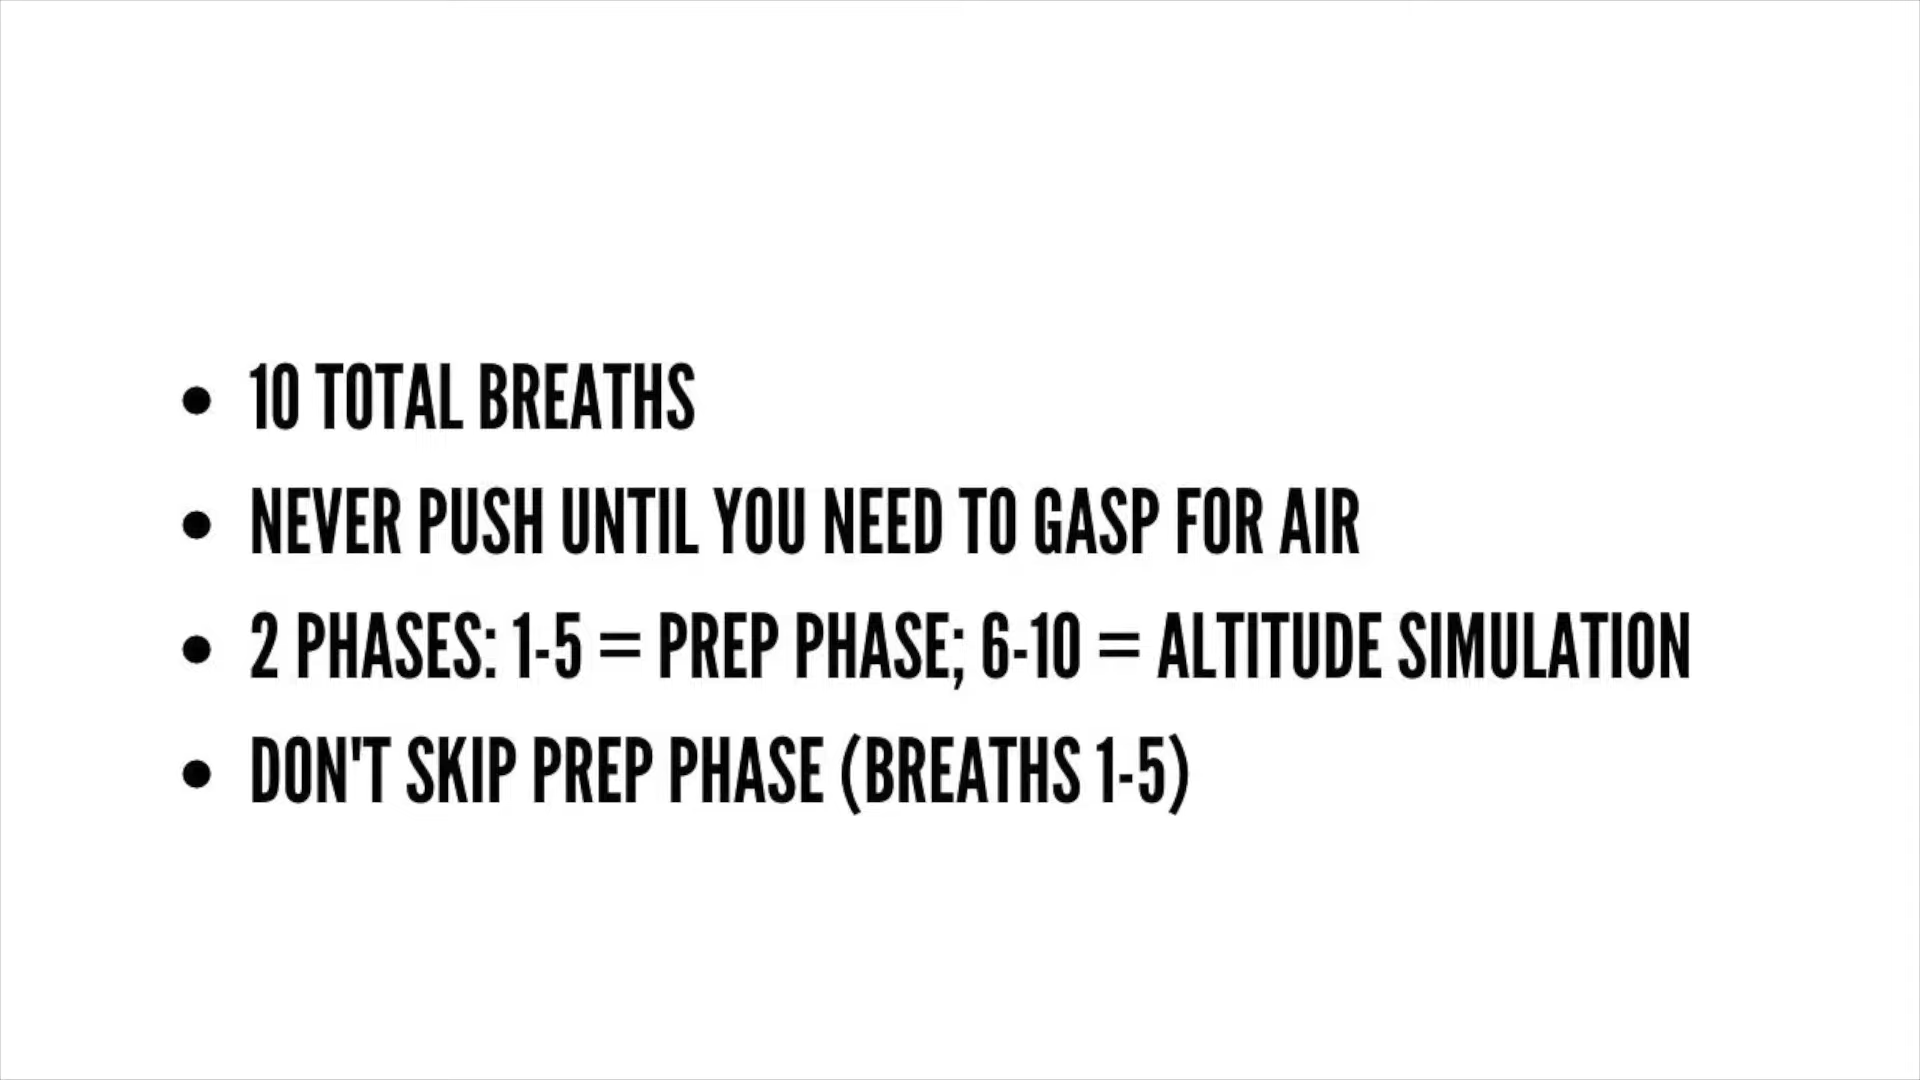 • 10 TOTAL BREATHS
• NEVER PUSH UNTIL YOU NEED TO GASP FOR AIR
• 2 PHASES: 1-5 = PREP PHASE; 6-10 = ALTITUDE SIMULATION
• DON'T SKIP PREP PHASE (BREATHS 1-5)